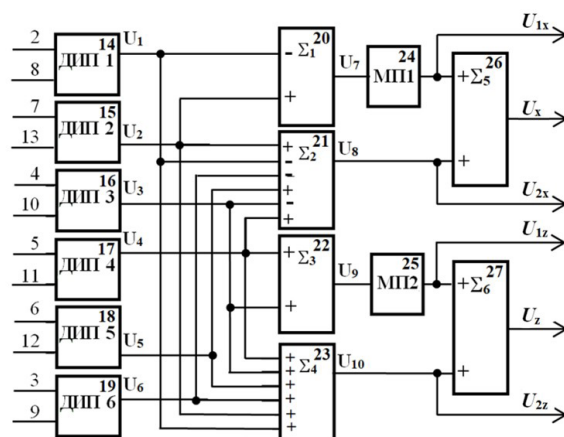 2
8
14
ДИП 1
U1
7
13
15
ДИП 2
U2
4
10
16
ДИП 3
U3
5
11
17
ДИП 4
U4
6
12
18
ДИП 5
U5
3
9
19
ДИП 6
U6
20
- Σ1
+
U7
24
МП1
U1x
21
+
- Σ2
-
+
-
+
U8
26
+Σ5
+
Ux
U2x
22
+
Σ3
+
U9
25
МП2
U1z
23
+
+
+ Σ4
+
+
+
U10
27
+Σ6
+
Uz
U2z